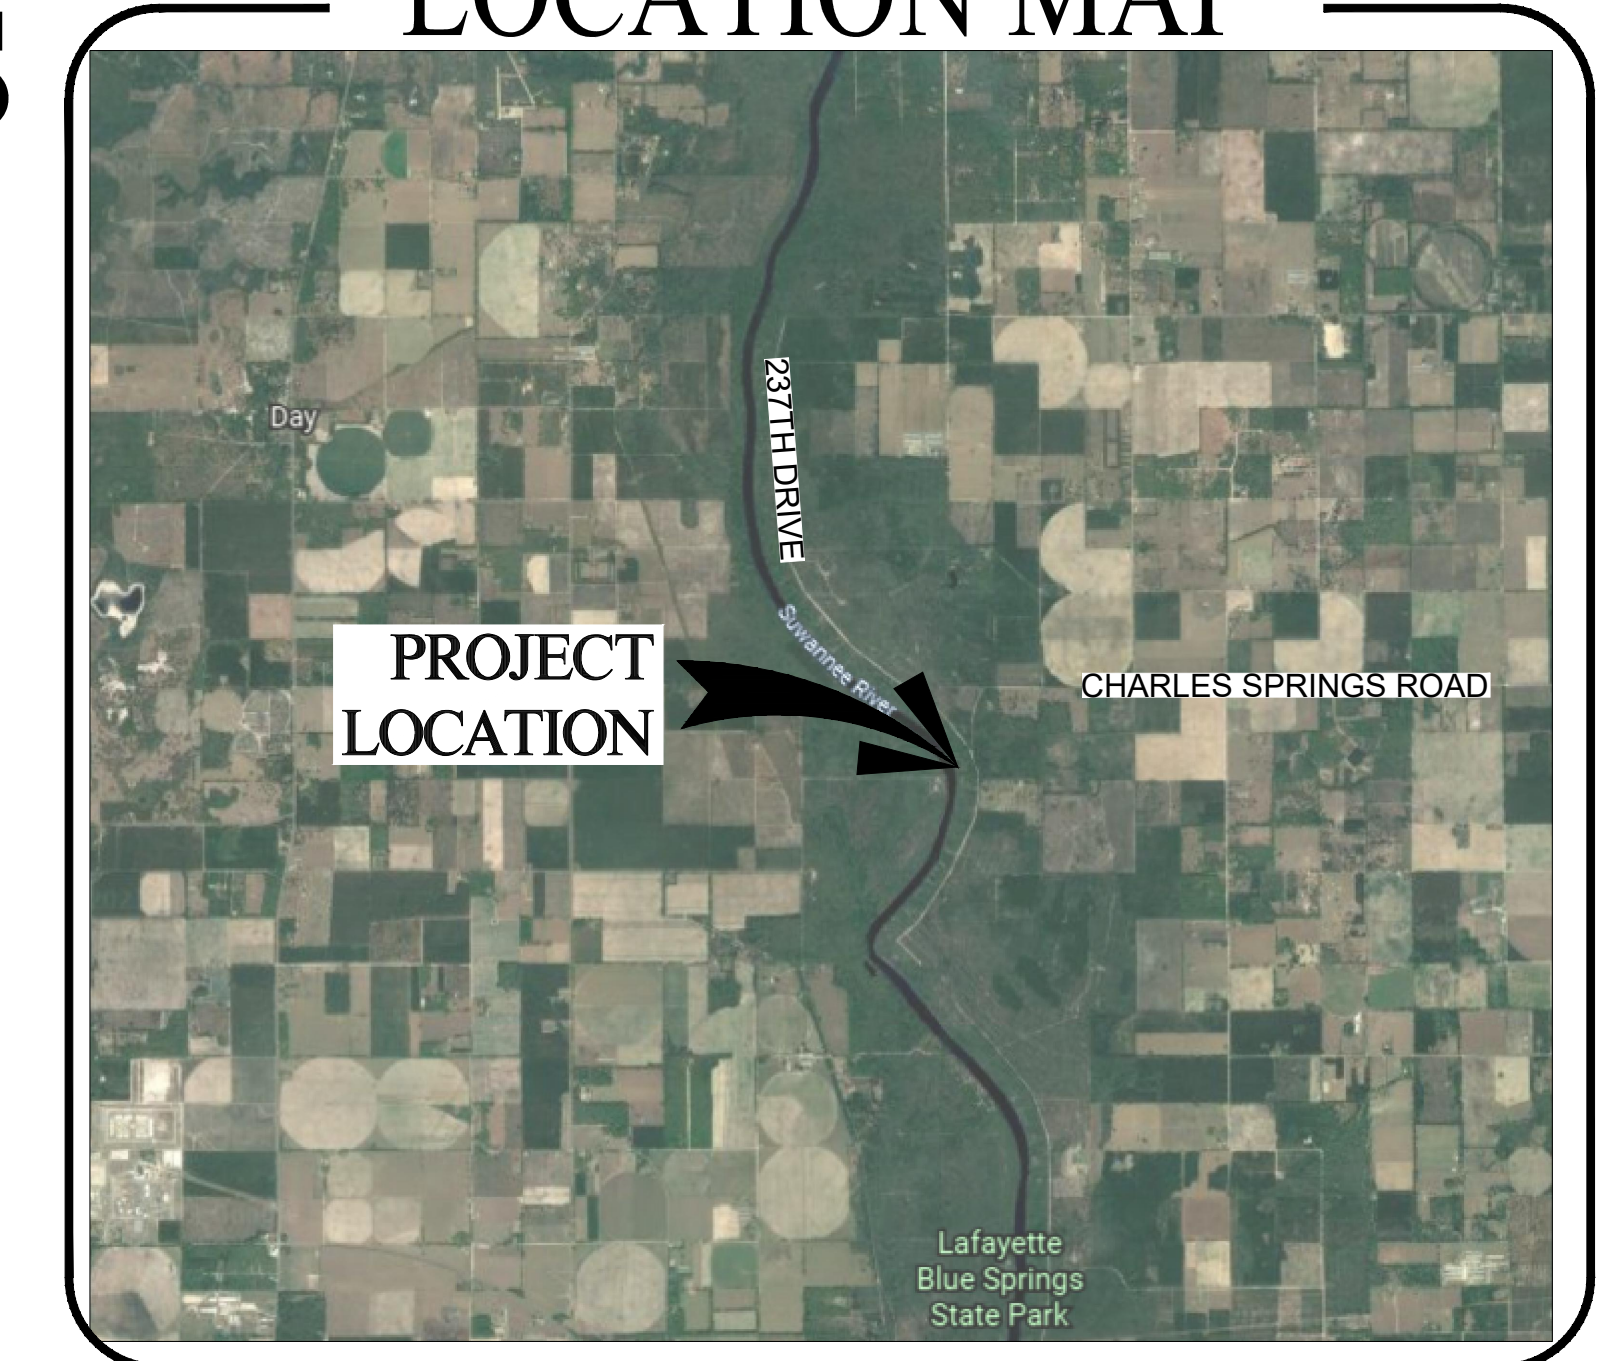 LOCATION MAP
237TH DRIVE
Day
Suwannee River
PROJECT
LOCATION
CHARLES SPRINGS ROAD
Lafayette
Blue Springs
State Park